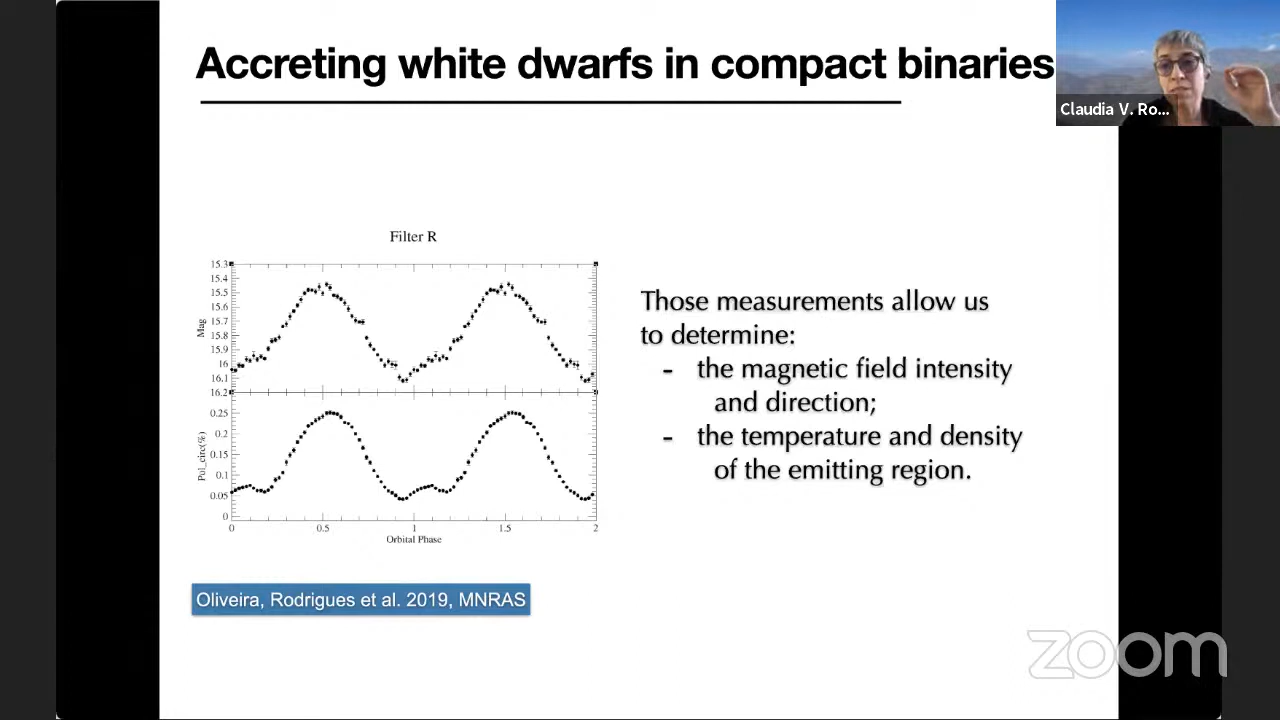 Accreting white dwarfs in compact binaries
Claudia V. Ro...
Filter R
15.3
15.4
15.5
15.6
15.7
15.8
15.9
16
16.1
16.2
Mag
0.25
0.2
0.15
0.1
0.05
0
Pol_circ(%)
0 0.5 1 1.5 2
Orbital Phase
Those measurements allow us
to determine:
- the magnetic field intensity
and direction;
- the temperature and density
of the emitting region.
Oliveira, Rodrigues et al. 2019, MNRAS
zoom